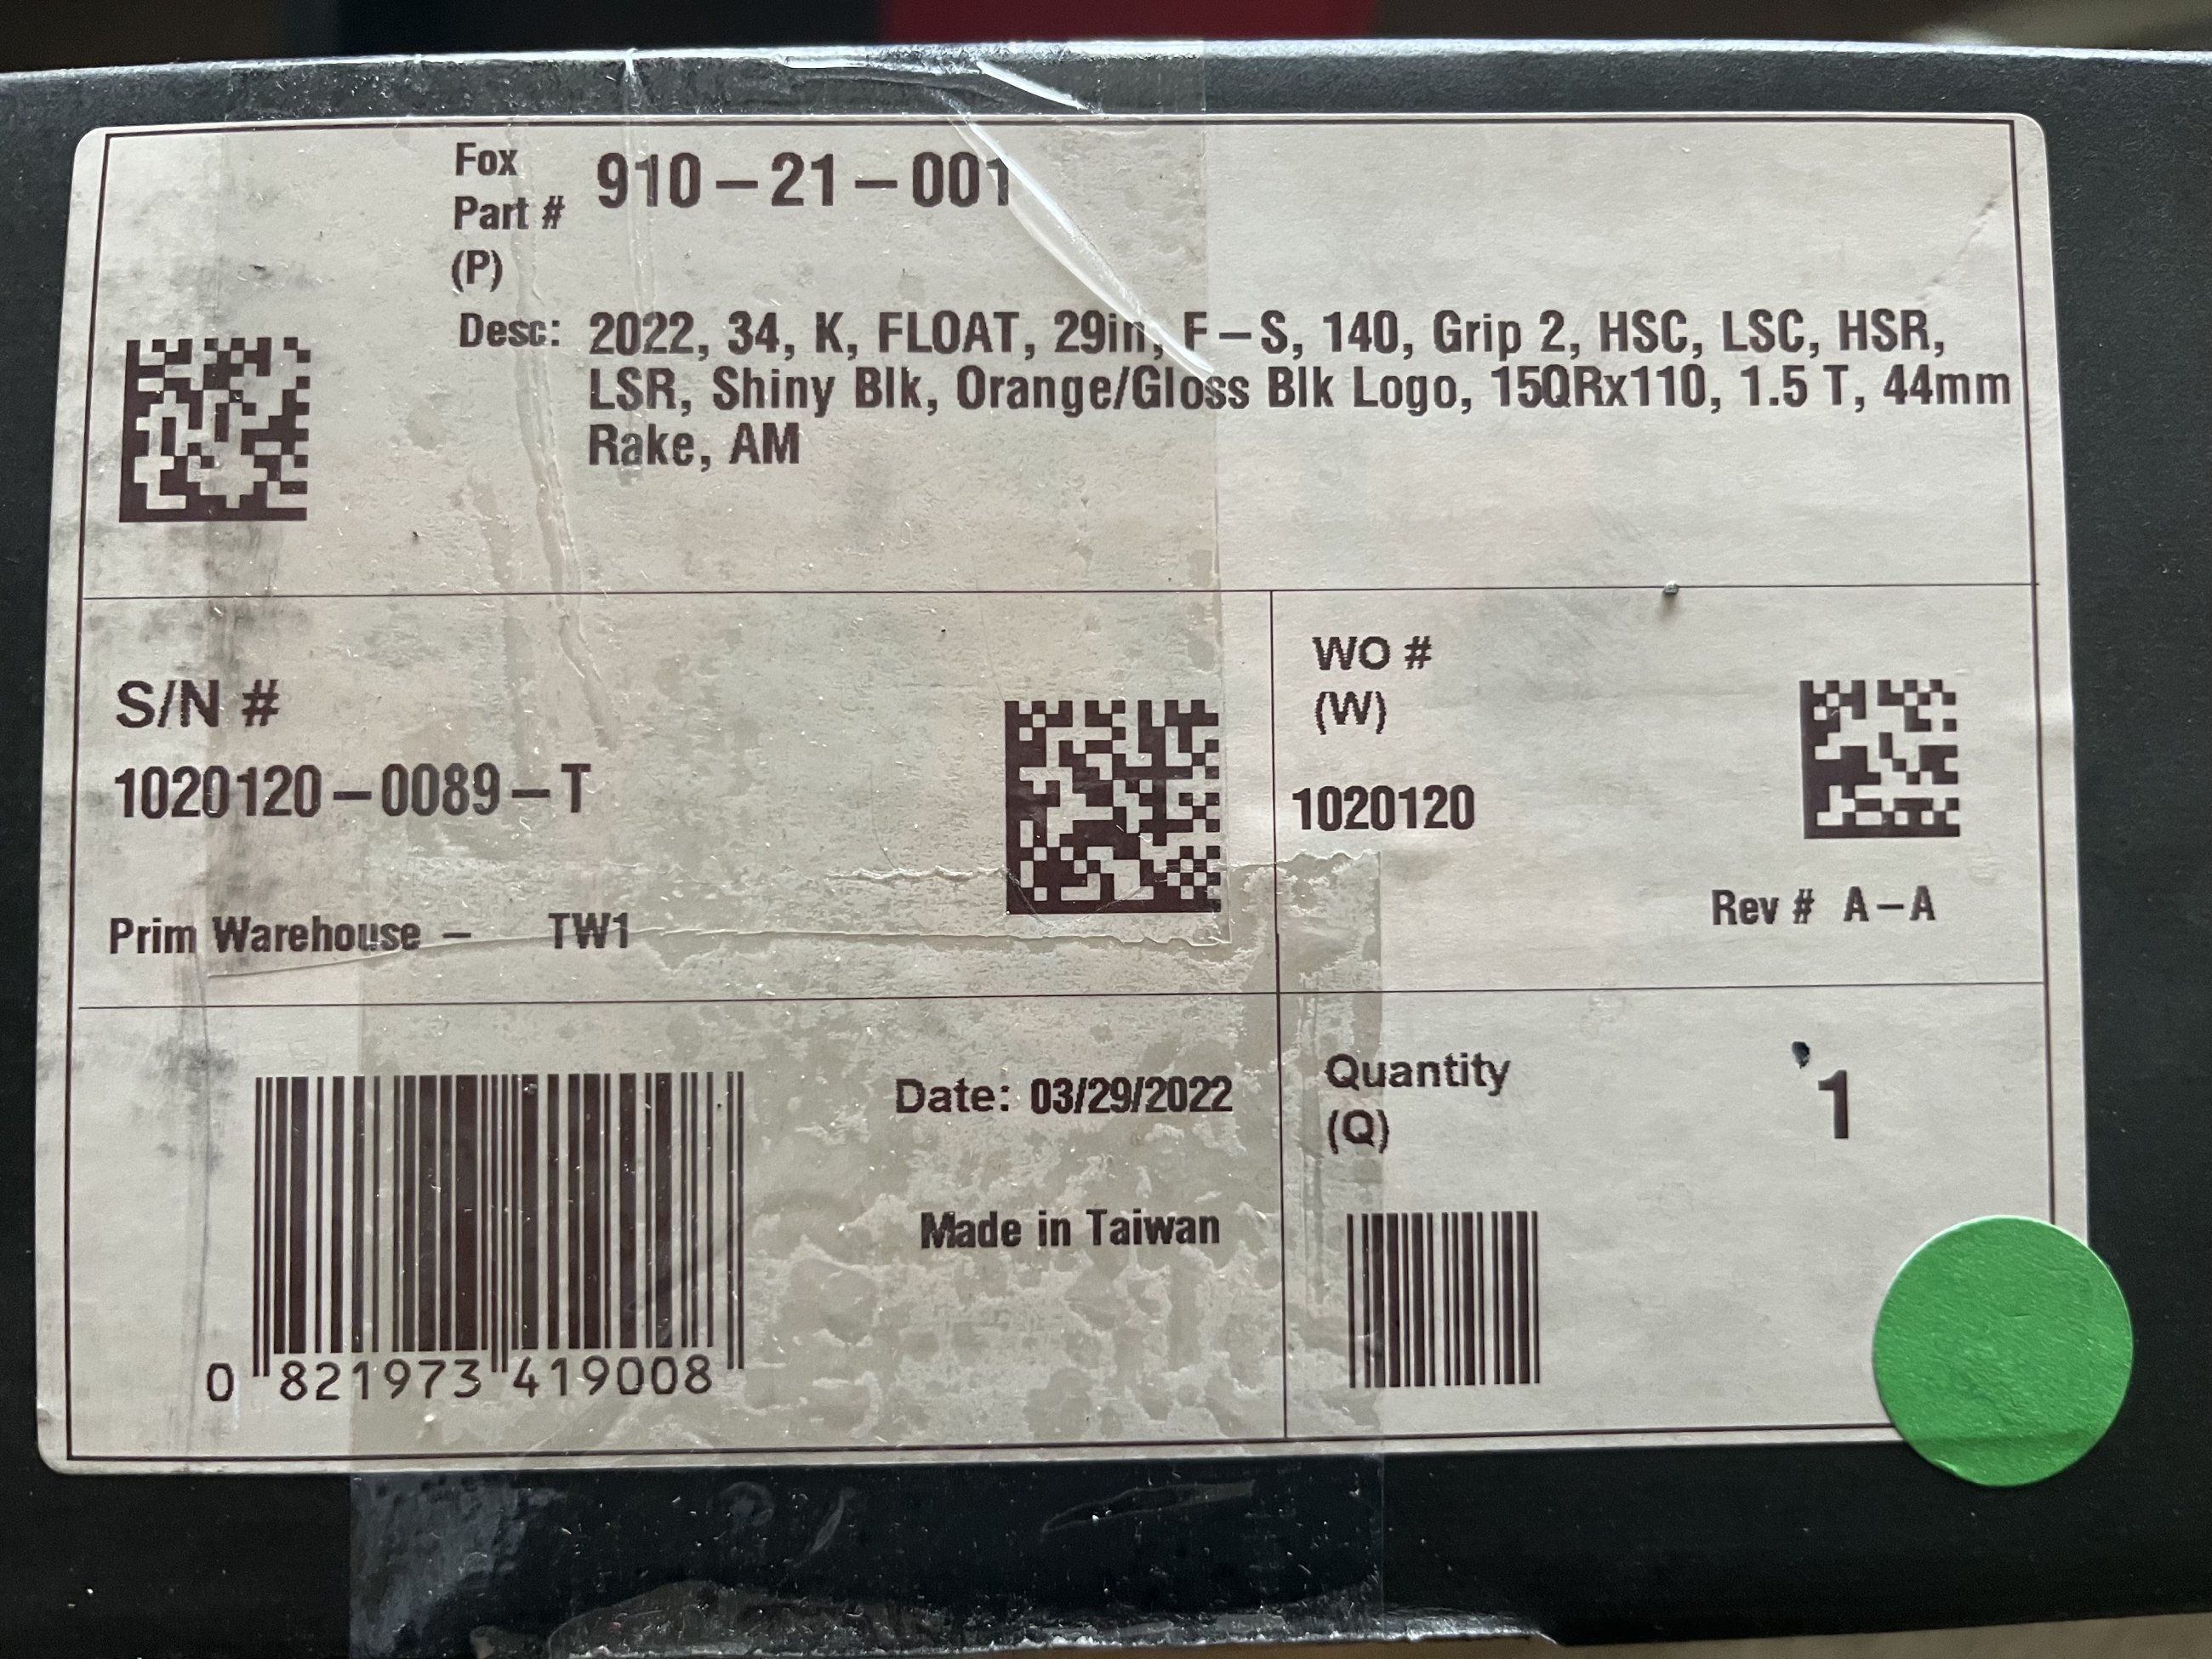 Fox
Part #
(P)
910-21-001
Desc: 2022, 34, K, FLOAT, 29in, F-S, 140, Grip 2, HSC, LSC, HSR,
LSR, Shiny Blk, Orange/Gloss Blk Logo, 15QRx110, 1.5 T, 44mm
Rake, AM
S/N #
1020120-0089-T
Prim Warehouse - TW1
WO #
(W)
1020120
Rev # A-A
0 821973 419008
Date: 03/29/2022
Made in Taiwan
Quantity
(Q)
1